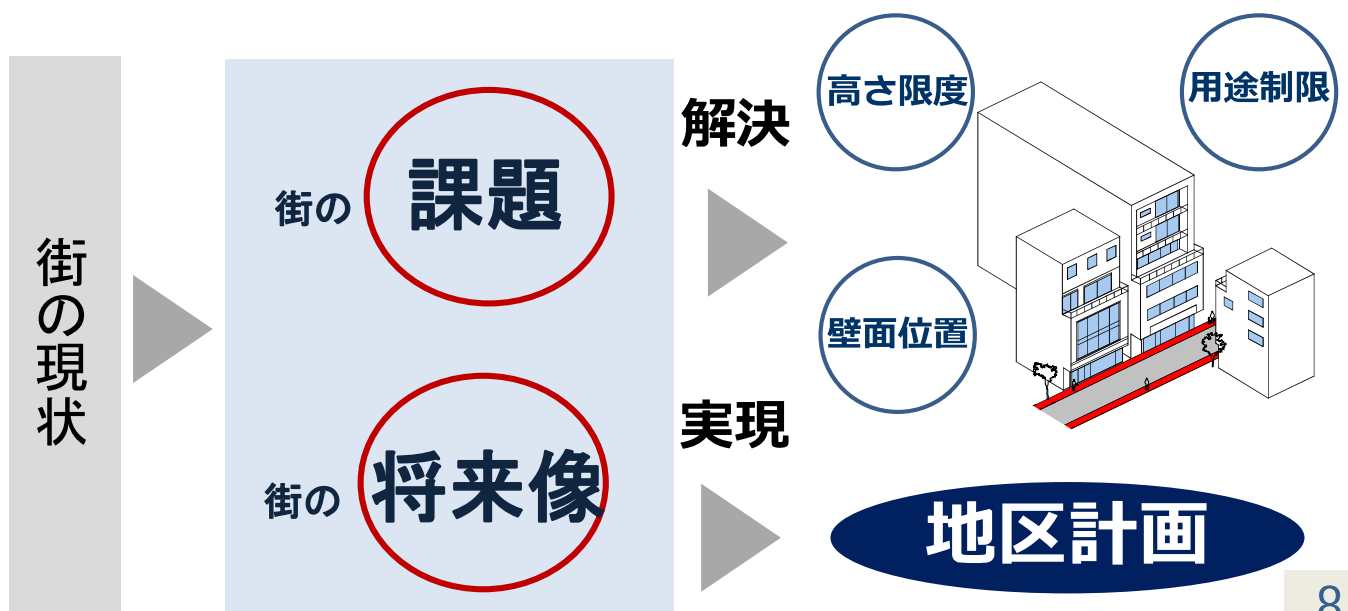 街の現状
街の 課題
街の 将来像
解決
実現
高さ限度
用途制限
壁面位置
地区計画
8